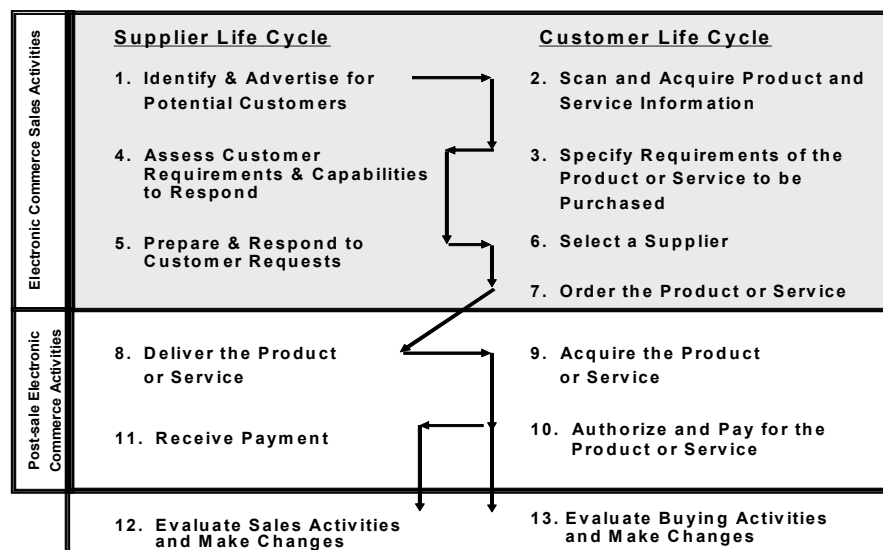 Electronic Commerce Sales Activities
Supplier Life Cycle
1. Identify & Advertise for
Potential Customers
4. Assess Customer
Requirements & Capabilities
to Respond
5. Prepare & Respond to
Customer Requests
Customer Life Cycle
2. Scan and Acquire Product and
Service Information
3. Specify Requirements of the
Product or Service to be
Purchased
6. Select a Supplier
7. Order the Product or Service
Post-sale Electronic
Commerce Activities
8. Deliver the Product
or Service
11. Receive Payment
9. Acquire the Product
or Service
10. Authorize and Pay for the
Product or Service
12. Evaluate Sales Activities
and Make Changes
13. Evaluate Buying Activities
and Make Changes